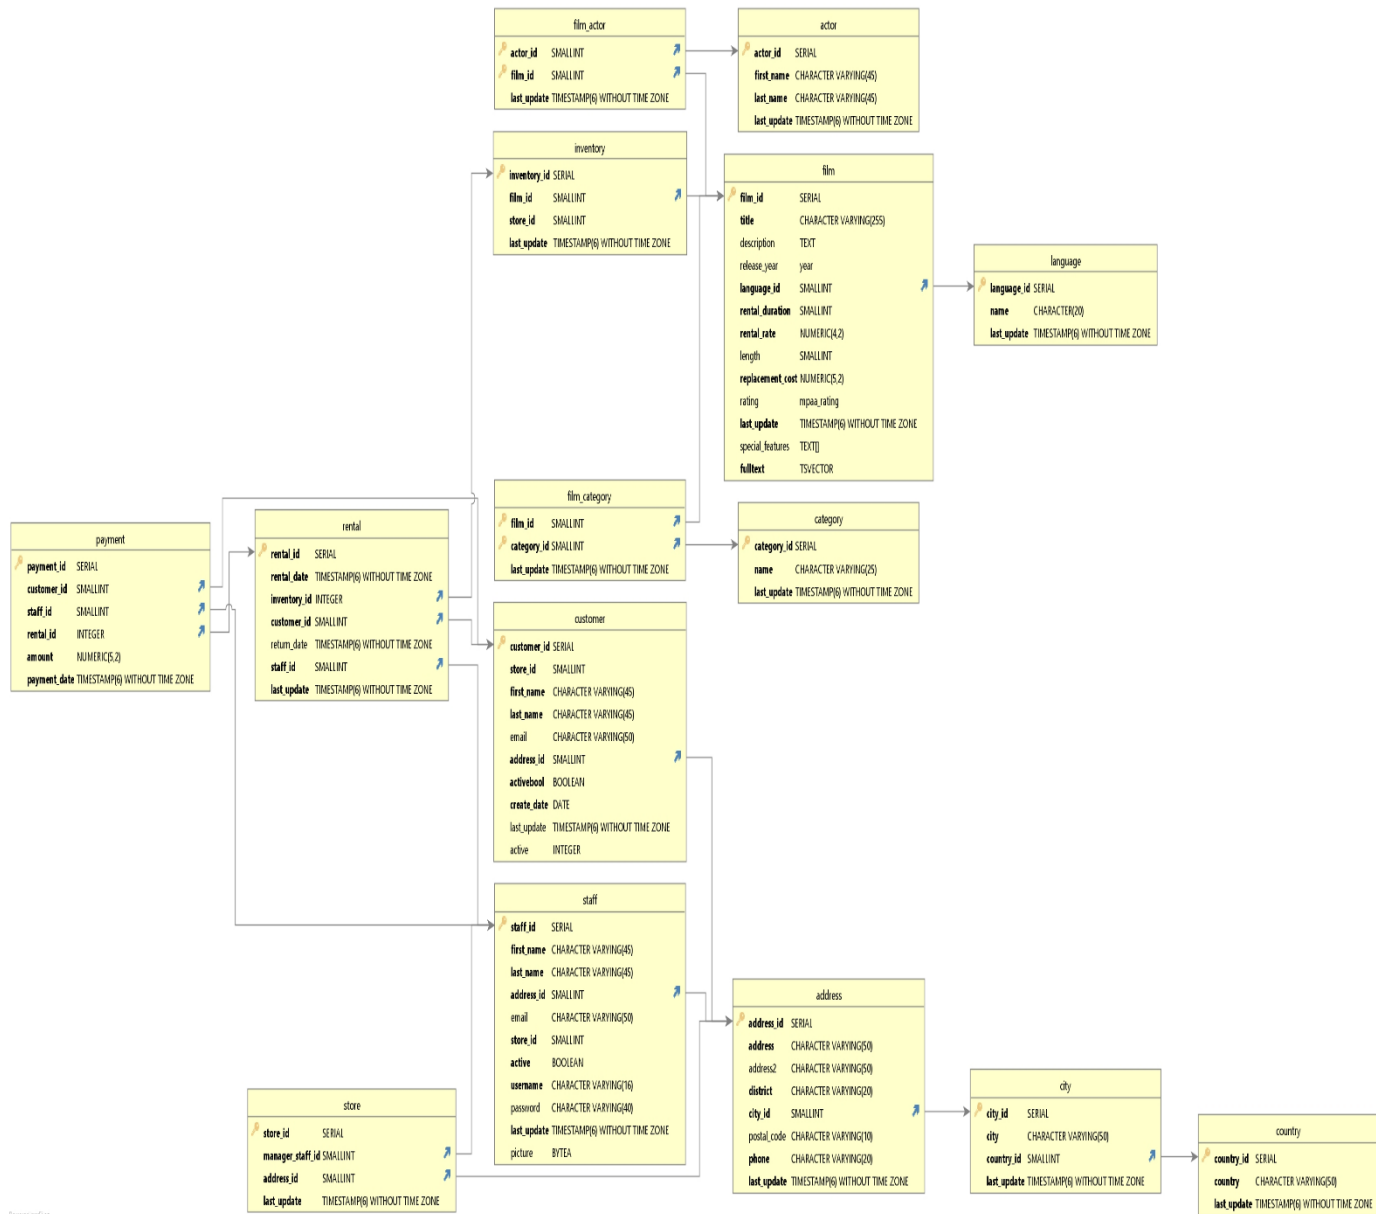 film_actor
actor_id SMALLINT
film_id SMALLINT
last_update TIMESTAMP(6) WITHOUT TIME ZONE
actor
actor_id SERIAL
first_name CHARACTER VARYING(45)
last_name CHARACTER VARYING(45)
last_update TIMESTAMP(6) WITHOUT TIME ZONE
inventory
inventory_id SERIAL
film_id SMALLINT
store_id SMALLINT
last_update TIMESTAMP(6) WITHOUT TIME ZONE
film
film_id SERIAL
title CHARACTER VARYING(255)
description TEXT
release_year year
language_id SMALLINT
rental_duration SMALLINT
rental_rate NUMERIC(4,2)
length SMALLINT
replacement_cost NUMERIC(5,2)
rating mpaa_rating
last_update TIMESTAMP(6) WITHOUT TIME ZONE
special_features TEXT[]
fulltext TSVECTOR
language
language_id SERIAL
name CHARACTER(20)
last_update TIMESTAMP(6) WITHOUT TIME ZONE
film_category
film_id SMALLINT
category_id SMALLINT
last_update TIMESTAMP(6) WITHOUT TIME ZONE
category
category_id SERIAL
name CHARACTER VARYING(25)
last_update TIMESTAMP(6) WITHOUT TIME ZONE
payment
payment_id SERIAL
customer_id SMALLINT
staff_id SMALLINT
rental_id INTEGER
amount NUMERIC(5,2)
payment_date TIMESTAMP(6) WITHOUT TIME ZONE
rental
rental_id SERIAL
rental_date TIMESTAMP(6) WITHOUT TIME ZONE
inventory_id INTEGER
customer_id SMALLINT
return_date TIMESTAMP(6) WITHOUT TIME ZONE
staff_id SMALLINT
last_update TIMESTAMP(6) WITHOUT TIME ZONE
customer
customer_id SERIAL
store_id SMALLINT
first_name CHARACTER VARYING(45)
last_name CHARACTER VARYING(45)
email CHARACTER VARYING(50)
address_id SMALLINT
activebool BOOLEAN
create_date DATE
last_update TIMESTAMP(6) WITHOUT TIME ZONE
active INTEGER
staff
staff_id SERIAL
first_name CHARACTER VARYING(45)
last_name CHARACTER VARYING(45)
address_id SMALLINT
email CHARACTER VARYING(50)
store_id SMALLINT
active BOOLEAN
username CHARACTER VARYING(16)
password CHARACTER VARYING(40)
last_update TIMESTAMP(6) WITHOUT TIME ZONE
picture BYTEA
store
store_id SERIAL
manager_staff_id SMALLINT
address_id SMALLINT
last_update TIMESTAMP(6) WITHOUT TIME ZONE
address
address_id SERIAL
address CHARACTER VARYING(50)
address2 CHARACTER VARYING(50)
district CHARACTER VARYING(20)
city_id SMALLINT
postal_code CHARACTER VARYING(10)
phone CHARACTER VARYING(20)
last_update TIMESTAMP(6) WITHOUT TIME ZONE
city
city_id SERIAL
city CHARACTER VARYING(50)
country_id SMALLINT
last_update TIMESTAMP(6) WITHOUT TIME ZONE
country
country_id SERIAL
country CHARACTER VARYING(50)
last_update TIMESTAMP(6) WITHOUT TIME ZONE